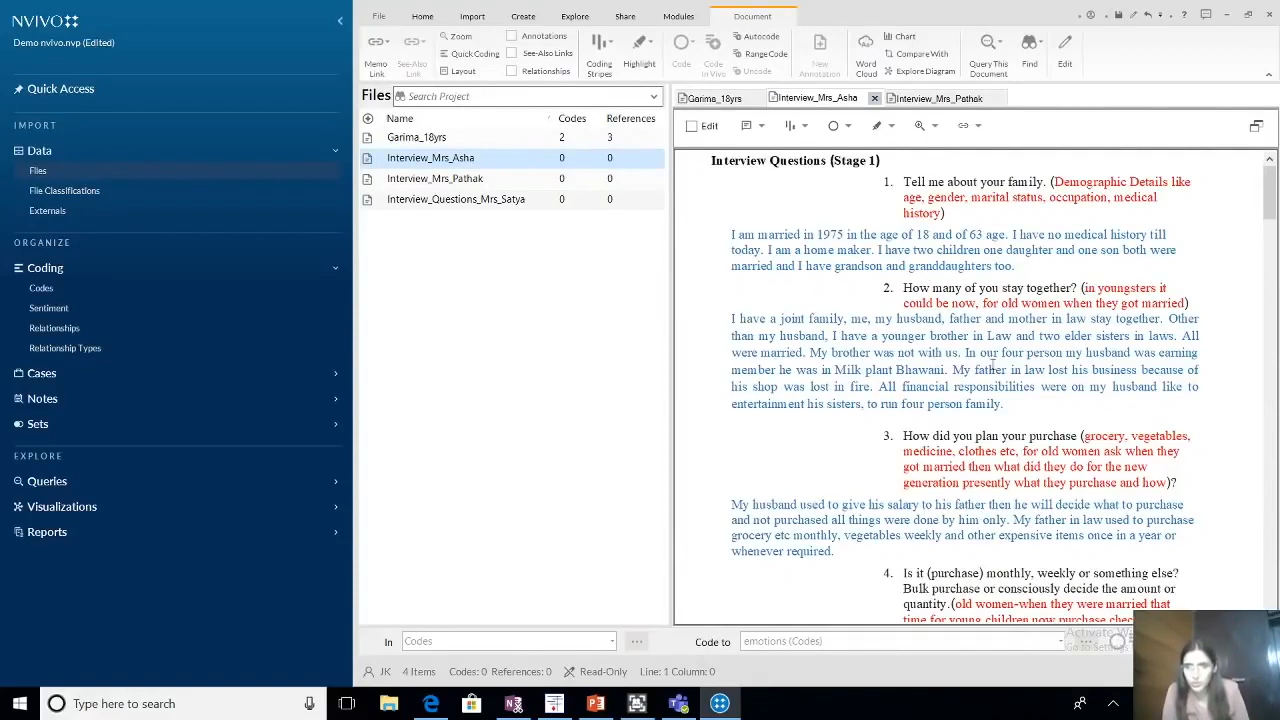 NVIVO
Demo nvivo.nvp (Edited)
Quick Access
IMPORT
Data
Files
File Classifications
Externals
ORGANIZE
Coding
Codes
Sentiment
Relationships
Relationship Types
Cases
Notes
Sets
EXPLORE
Queries
Visualizations
Reports
File Home Import Create Explore Share Modules Document
Memo Link
See-Also Link
Zoom
Quick Coding
Layout
Annotations
See-Also Links
Relationships
Coding Stripes
Highlight
Code
Code In Vivo
Autocode
Range Code
Uncode
New Annotation
Word Cloud
Chart
Compare With
Explore Diagram
Query This Document
Find
Edit
Files Search Project
Name Codes References
Garima_18yrs 2 3
Interview_Mrs_Asha 0 0
Interview_Mrs_Pathak 0 0
Interview_Questions_Mrs_Satya 0 0
Garima_18yrs Interview_Mrs_Asha Interview_Mrs_Pathak
Edit
Interview Questions (Stage 1)
1. Tell me about your family. (Demographic Details like
age, gender, marital status, occupation, medical
history)
I am married in 1975 in the age of 18 and of 63 age. I have no medical history till
today. I am a home maker. I have two children one daughter and one son both were
married and I have grandson and granddaughters too.
2. How many of you stay together? (in youngsters it
could be now, for old women when they got married)
I have a joint family, me, my husband, father and mother in law stay together. Other
than my husband, I have a younger brother in Law and two elder sisters in laws. All
were married. My brother was not with us. In our four person my husband was earning
member he was in Milk plant Bhawani. My father in law lost his business because of
his shop was lost in fire. All financial responsibilities were on my husband like to
entertainment his sisters, to run four person family.
3. How did you plan your purchase (grocery, vegetables,
medicine, clothes etc, for old women ask when they
got married then what did they do for the new
generation presently what they purchase and how)?
My husband used to give his salary to his father then he will decide what to purchase
and not purchased all things were done by him only. My father in law used to purchase
grocery etc monthly, vegetables weekly and other expensive items once in a year or
whenever required.
4. Is it (purchase) monthly, weekly or something else?
Bulk purchase or consciously decide the amount or
quantity.(old women-when they were married that
time for young children now purchase
In Codes
Code to emotions (Codes)
Activate
Go to Settings
JK 4 Items Codes: 0 References: 0 Read-Only Line: 1 Column: 0
Type here to search